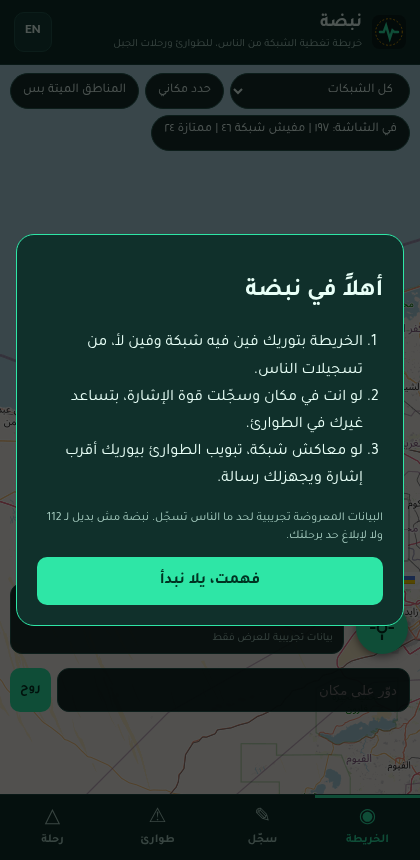 نبضة
خريطة تغطية الشبكة من الناس، للطوارئ ورحلات الجبل
EN
كل الشبكات
حدد مكاني
المناطق الميتة بس
في الشاشة: ١٩٧ | مفيش شبكة ٤٦ | ممتازة ٢٤
أهلاً في نبضة
1. الخريطة بتوريك فين فيه شبكة وفين لأ، من
تسجيلات الناس.
2. لو انت في مكان وسجّلت قوة الإشارة، بتساعد
غيرك في الطوارئ.
3. لو معاكش شبكة، تبويب الطوارئ بيوريك أقرب
إشارة ويجهزلك رسالة.
البيانات المعروضة تجريبية لحد ما الناس تسجّل. نبضة مش بديل لـ 112
ولا لإبلاغ حد برحلتك.
فهمت، يلا نبدأ
بيانات تجريبية للعرض فقط
دوّر على مكان
روح
الفيوم
الفيوم
الخريطة
سجّل
طوارئ
رحلة